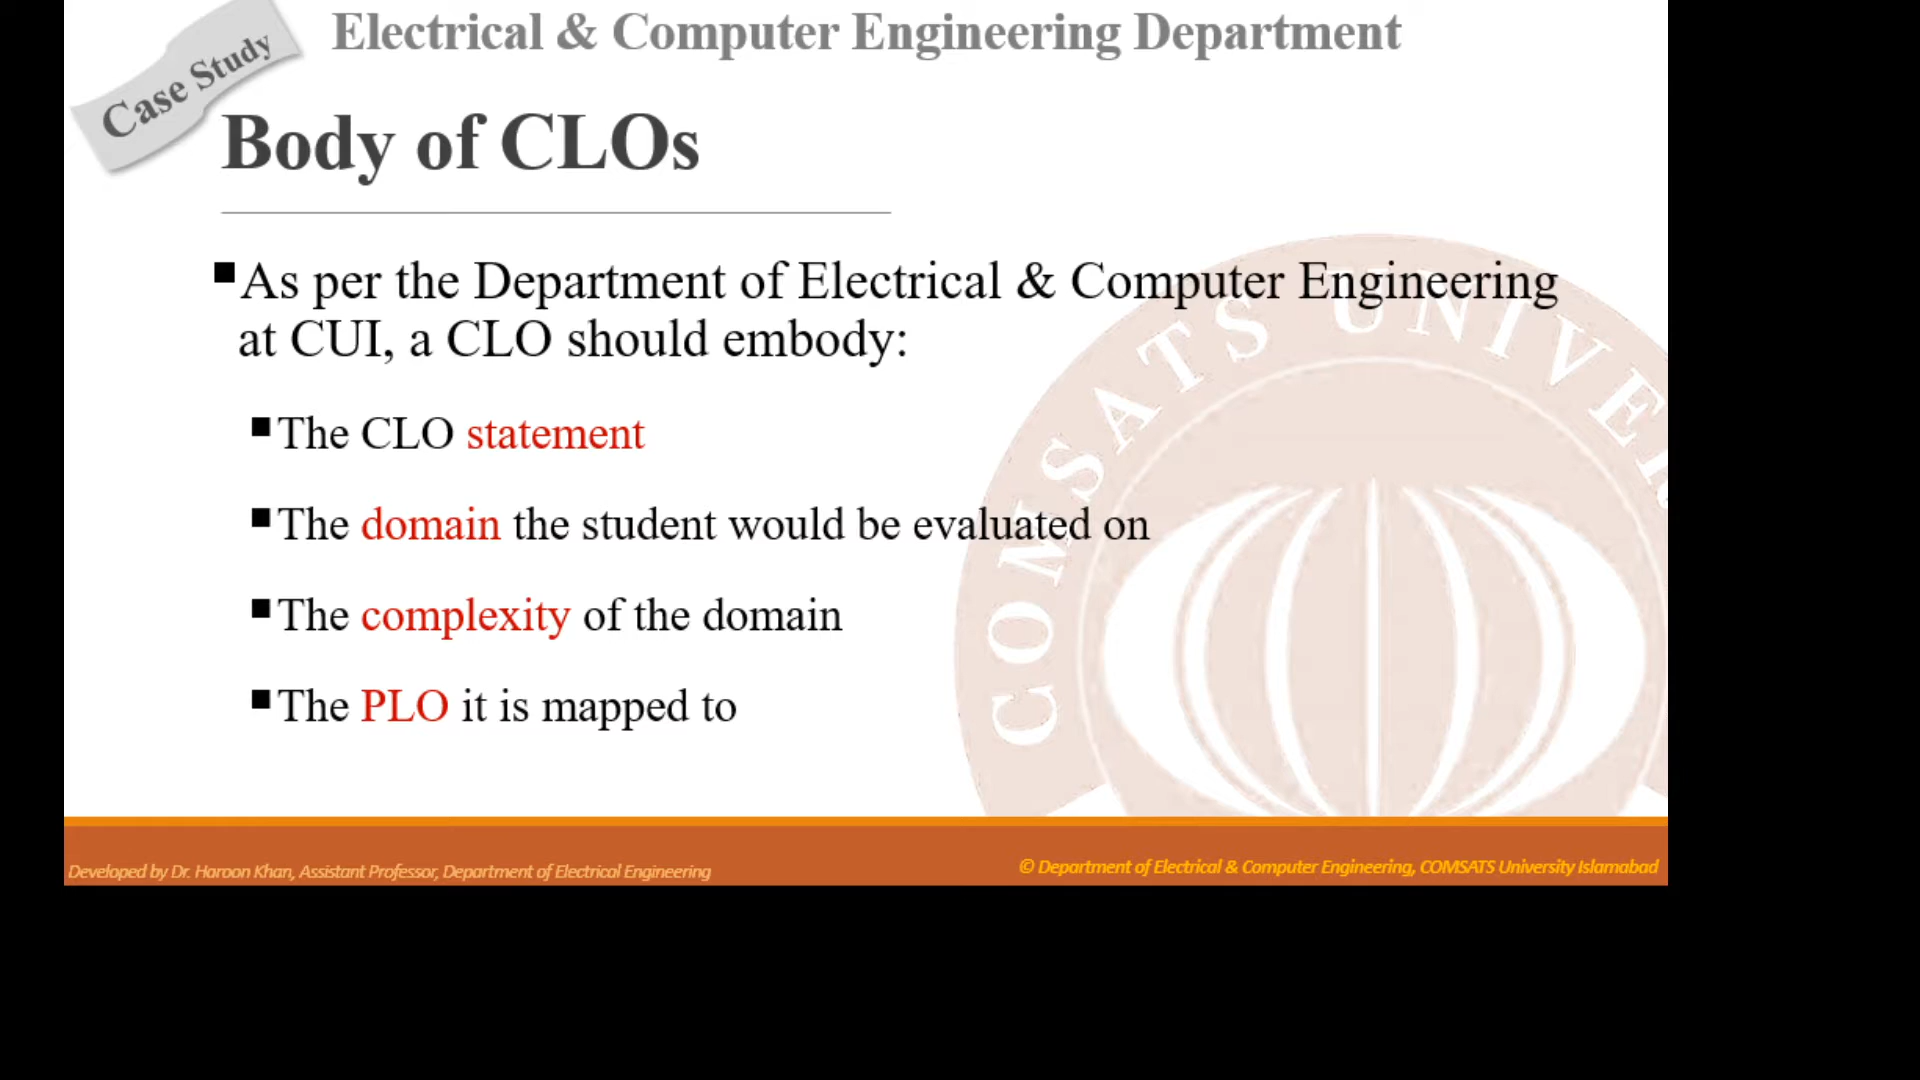 Case Study
Electrical & Computer Engineering Department
Body of CLOs
As per the Department of Electrical & Computer Engineering
at CUI, a CLO should embody:
The CLO statement
The domain the student would be evaluated on
The complexity of the domain
The PLO it is mapped to
COMSATS UNIVER
Developed by Dr. Haroon Khan, Assistant Professor, Department of Electrical Engineering
© Department of Electrical & Computer Engineering, COMSATS University Islamabad